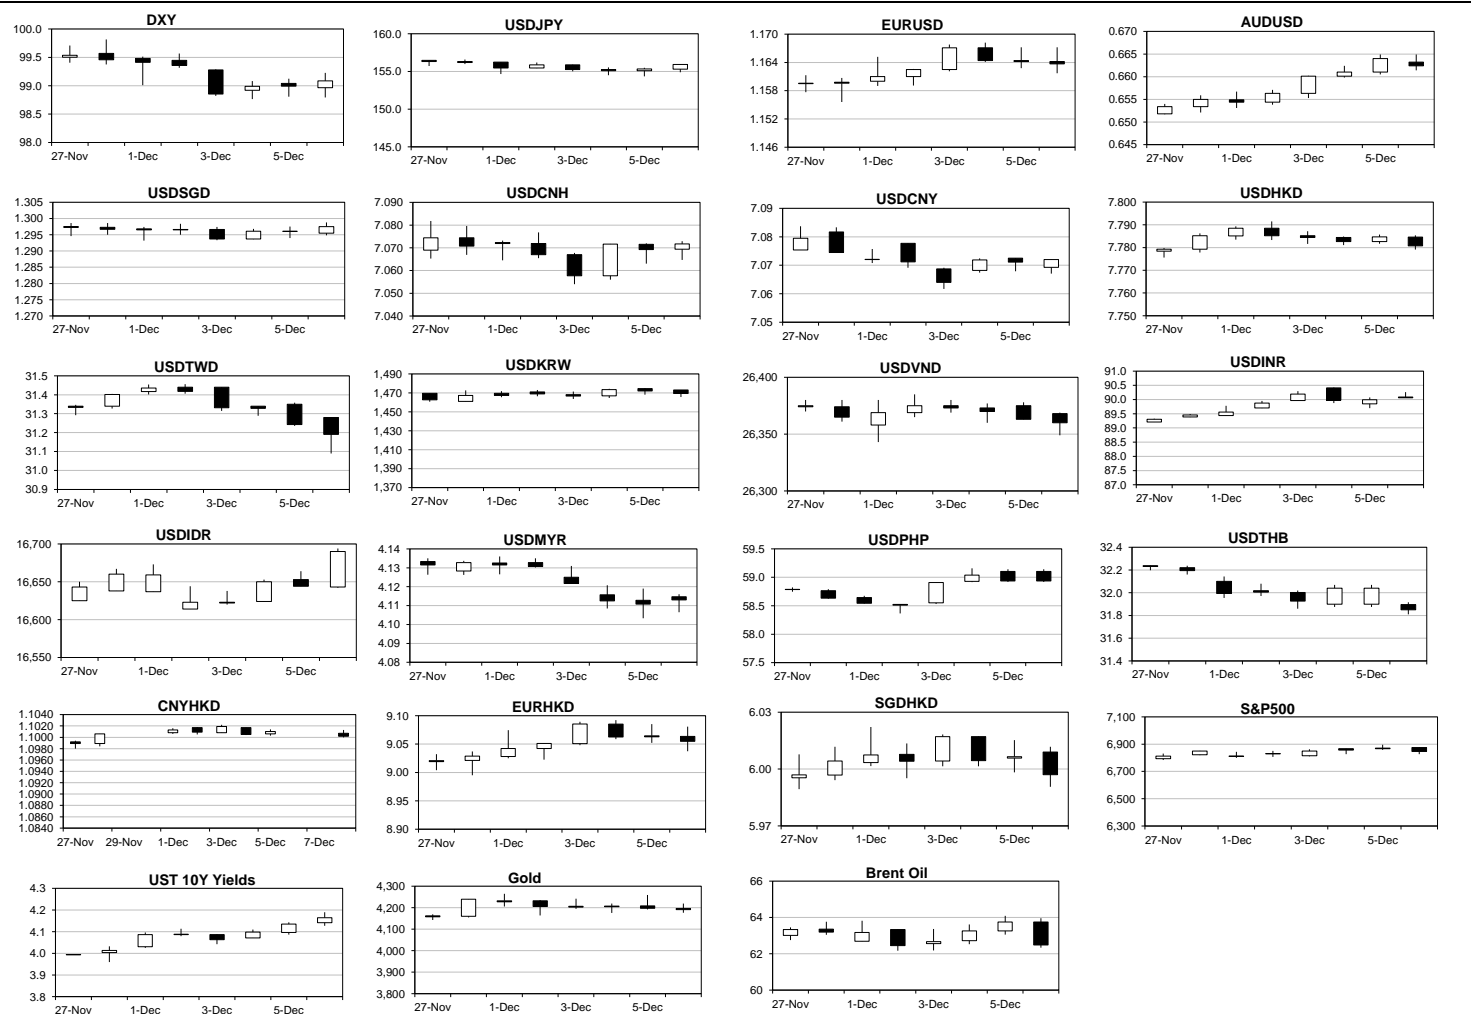 DXY
100.0
99.5
99.0
98.5
98.0
27-Nov 1-Dec 3-Dec 5-Dec
USDJPY
160.0
155.0
150.0
145.0
27-Nov 1-Dec 3-Dec 5-Dec
EURUSD
1.170
1.164
1.158
1.152
1.146
27-Nov 1-Dec 3-Dec 5-Dec
AUDUSD
0.670
0.665
0.660
0.655
0.650
0.645
27-Nov 1-Dec 3-Dec 5-Dec
USDSGD
1.305
1.300
1.295
1.290
1.285
1.280
1.275
1.270
27-Nov 1-Dec 3-Dec 5-Dec
USDCNH
7.090
7.080
7.070
7.060
7.050
7.040
27-Nov 1-Dec 3-Dec 5-Dec
USDCNY
7.09
7.08
7.07
7.06
7.05
27-Nov 1-Dec 3-Dec 5-Dec
USDHKD
7.800
7.790
7.780
7.770
7.760
7.750
27-Nov 1-Dec 3-Dec 5-Dec
USDTWD
31.5
31.4
31.3
31.2
31.1
31.0
30.9
27-Nov 1-Dec 3-Dec 5-Dec
USDKRW
1,490
1,470
1,450
1,430
1,410
1,390
1,370
27-Nov 1-Dec 3-Dec 5-Dec
USDVND
26,400
26,350
26,300
27-Nov 1-Dec 3-Dec 5-Dec
USDINR
91.0
90.5
90.0
89.5
89.0
88.5
88.0
87.5
87.0
27-Nov 1-Dec 3-Dec 5-Dec
USDIDR
16,700
16,650
16,600
16,550
27-Nov 1-Dec 3-Dec 5-Dec
USDMYR
4.14
4.13
4.12
4.11
4.10
4.09
4.08
27-Nov 1-Dec 3-Dec 5-Dec
USDPHP
59.5
59.0
58.5
58.0
57.5
27-Nov 1-Dec 3-Dec 5-Dec
USDTHB
32.4
32.2
32.0
31.8
31.6
31.4
27-Nov 1-Dec 3-Dec 5-Dec
CNYHKD
1.1040
1.1020
1.1000
1.0980
1.0960
1.0940
1.0920
1.0900
1.0880
1.0860
1.0840
27-Nov 29-Nov 1-Dec 3-Dec 5-Dec 7-Dec
EURHKD
9.10
9.05
9.00
8.95
8.90
27-Nov 1-Dec 3-Dec 5-Dec
SGDHKD
6.03
6.00
5.97
27-Nov 1-Dec 3-Dec 5-Dec
S&P500
7,100
6,900
6,700
6,500
6,300
27-Nov 1-Dec 3-Dec 5-Dec
UST 10Y Yields
4.3
4.2
4.1
4.0
3.9
3.8
27-Nov 1-Dec 3-Dec 5-Dec
Gold
4,300
4,200
4,100
4,000
3,900
3,800
27-Nov 1-Dec 3-Dec 5-Dec
Brent Oil
66
64
62
60
27-Nov 1-Dec 3-Dec 5-Dec